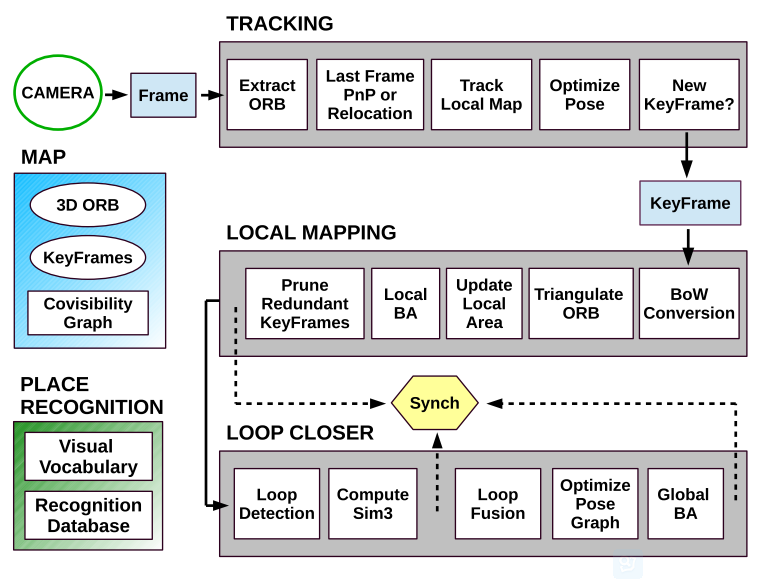 TRACKING
CAMERA
Frame
Extract
ORB
Last Frame
PnP or
Relocation
Track
Local Map
Optimize
Pose
New
KeyFrame?
MAP
3D ORB
KeyFrames
Covisibility
Graph
KeyFrame
LOCAL MAPPING
Prune
Redundant
KeyFrames
Local
BA
Update
Local
Area
Triangulate
ORB
BoW
Conversion
PLACE
RECOGNITION
Visual
Vocabulary
Recognition
Database
Synch
LOOP CLOSER
Loop
Detection
Compute
Sim3
Loop
Fusion
Optimize
Pose
Graph
Global
BA